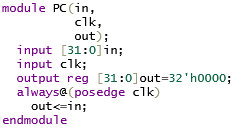 module PC(in,
          clk,
          out);
  input [31:0]in;
  input clk;
  output reg [31:0]out=32'h0000;
  always@(posedge clk)
    out<=in;
endmodule